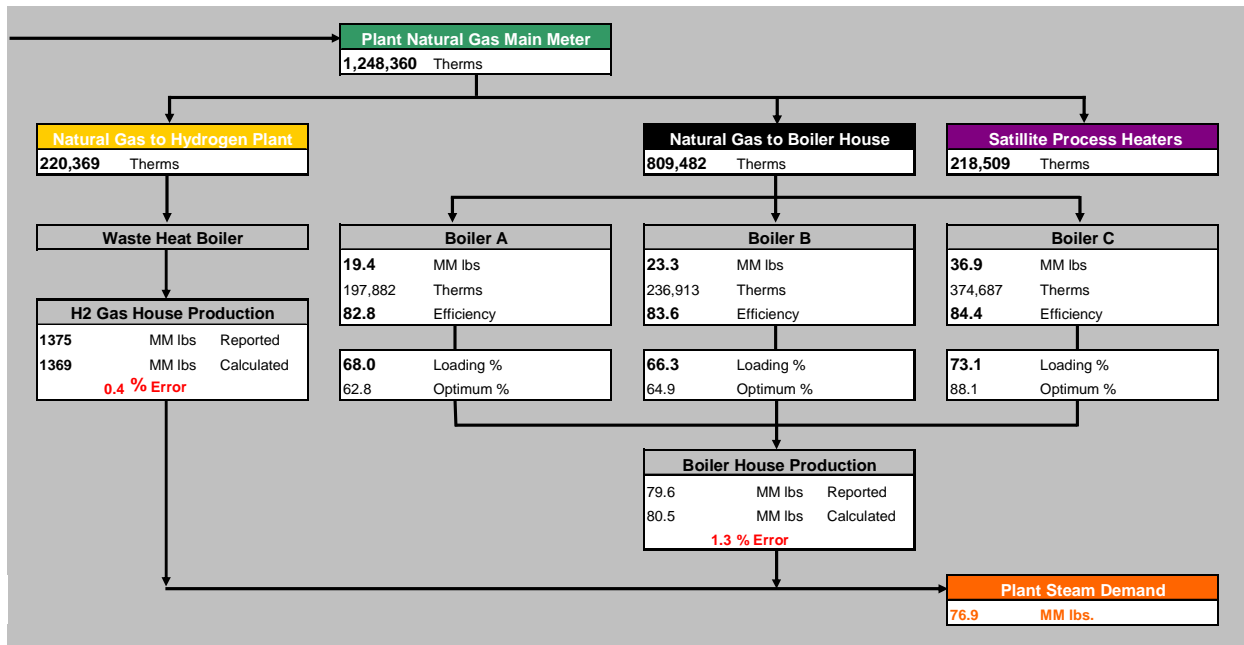 Plant Natural Gas Main Meter
1,248,360 Therms
Natural Gas to Hydrogen Plant
220,369 Therms
Natural Gas to Boiler House
809,482 Therms
Satillite Process Heaters
218,509 Therms
Waste Heat Boiler
H2 Gas House Production
1375 MM lbs Reported
1369 MM lbs Calculated
0.4 % Error
Boiler A
19.4 MM lbs
197,882 Therms
82.8 Efficiency
68.0 Loading %
62.8 Optimum %
Boiler B
23.3 MM lbs
236,913 Therms
83.6 Efficiency
66.3 Loading %
64.9 Optimum %
Boiler C
36.9 MM lbs
374,687 Therms
84.4 Efficiency
73.1 Loading %
88.1 Optimum %
Boiler House Production
79.6 MM lbs Reported
80.5 MM lbs Calculated
1.3 % Error
Plant Steam Demand
76.9 MM lbs.